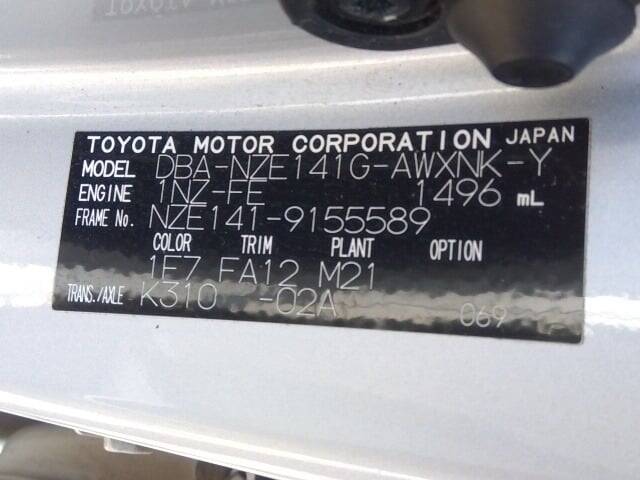 TOYOTA MOTOR CORPORATION JAPAN
MODEL DBA-NZE141G-AWXNK-Y
ENGINE 1NZ-FE 1496 mL
FRAME No. NZE141-9155589
COLOR TRIM PLANT OPTION
1E7 FA12 M21
TRANS./AXLE K310 -02A 069